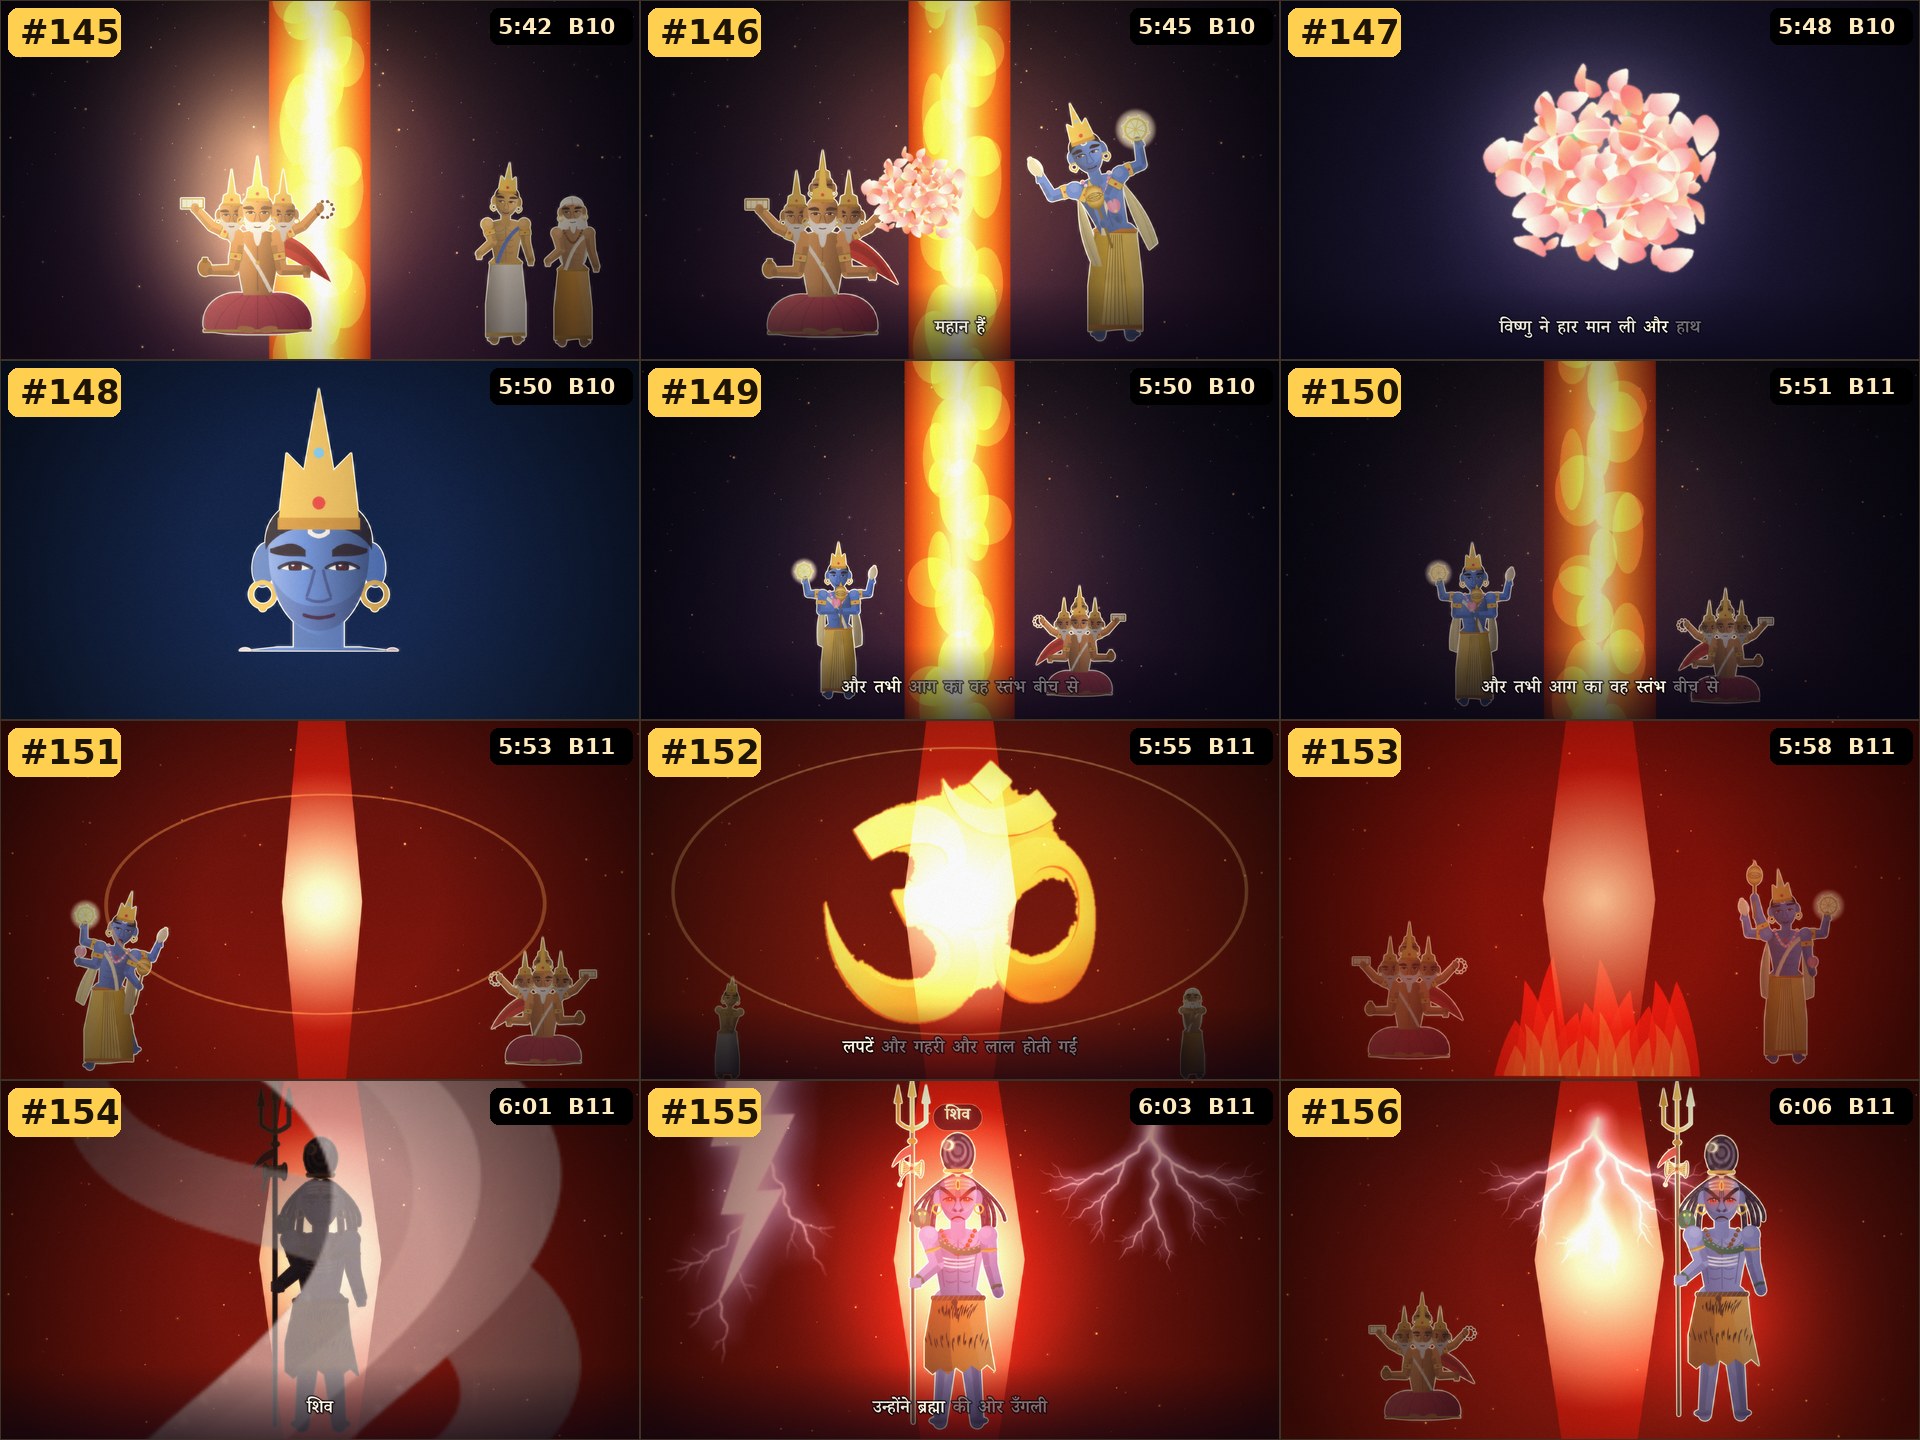 #145
5:42 B10
#146
5:45 B10
महान हैं
#147
5:48 B10
विष्णु ने हार मान ली और हाथ
#148
5:50 B10
#149
5:50 B10
और तभी आग का वह स्तंभ बीच से
#150
5:51 B11
और तभी आग का वह स्तंभ बीच से
#151
5:53 B11
#152
5:55 B11
ॐ
लपटें और गहरी और लाल होती गईं
#153
5:58 B11
#154
6:01 B11
शिव
#155
6:03 B11
शिव
उन्होंने ब्रह्मा की ओर उँगली
#156
6:06 B11